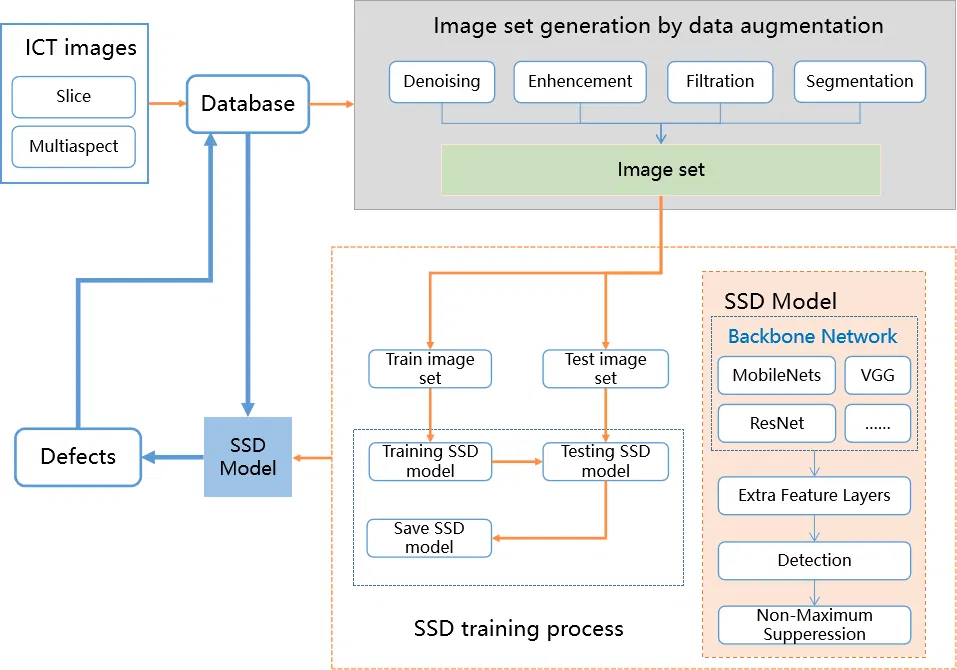 ICT images
Slice
Multiaspect
Database
Image set generation by data augmentation
Denoising
Enhencement
Filtration
Segmentation
Image set
Train image
set
Test image
set
Training SSD
model
Testing SSD
model
Save SSD
model
SSD training process
SSD Model
Backbone Network
MobileNets
VGG
ResNet
......
Extra Feature Layers
Detection
Non-Maximum
Supperession
SSD
Model
Defects